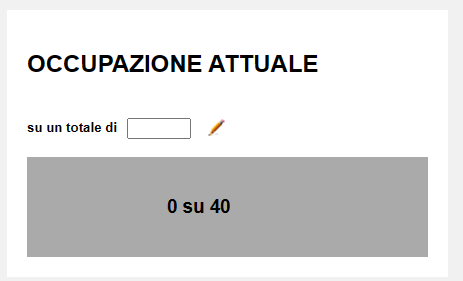 OCCUPAZIONE ATTUALE
su un totale di
0 su 40